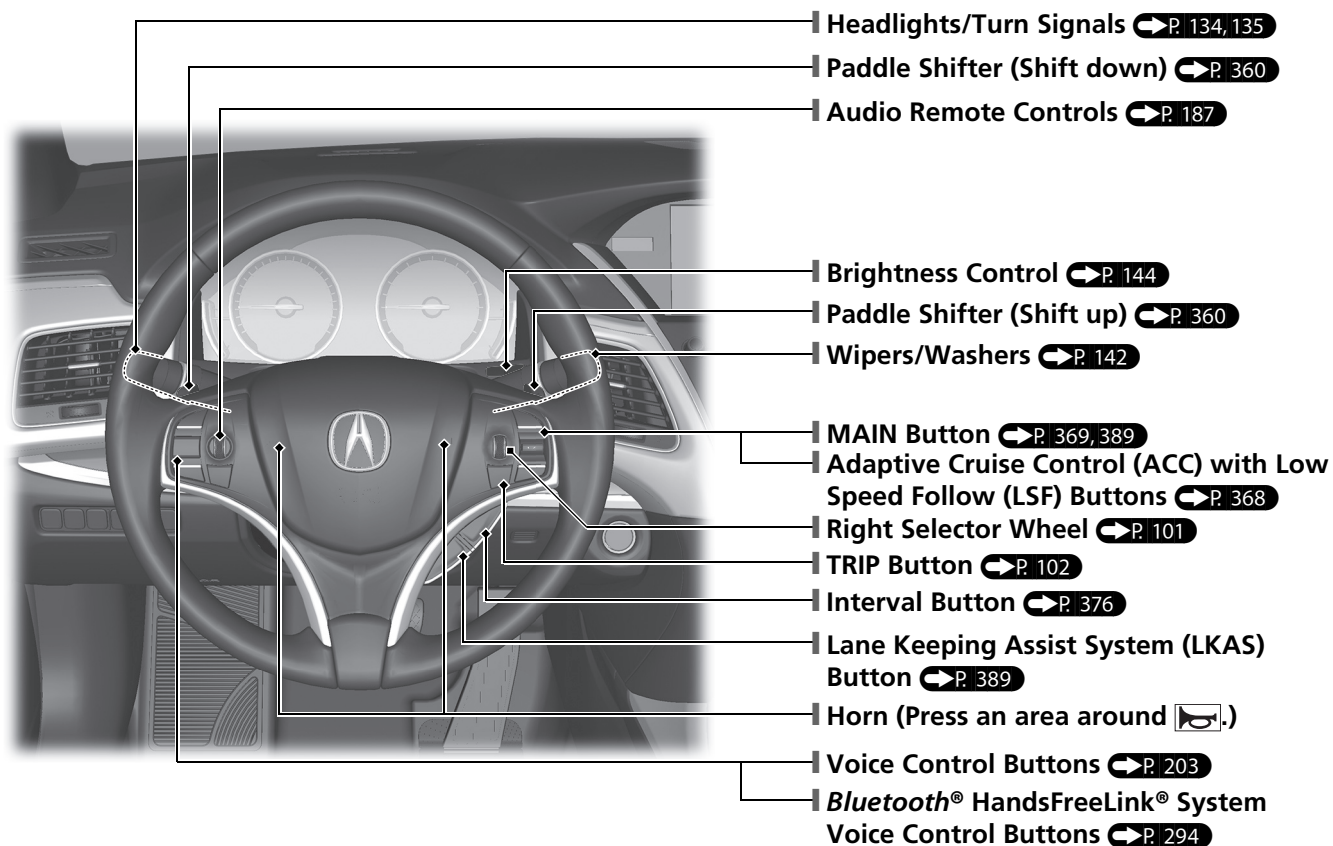 Headlights/Turn Signals P. 134, 135
Paddle Shifter (Shift down) P. 360
Audio Remote Controls P. 187
Brightness Control P. 144
Paddle Shifter (Shift up) P. 360
Wipers/Washers P. 142
MAIN Button P. 369, 389
Adaptive Cruise Control (ACC) with Low
Speed Follow (LSF) Buttons P. 368
Right Selector Wheel P. 101
TRIP Button P. 102
Interval Button P. 376
Lane Keeping Assist System (LKAS)
Button P. 389
Horn (Press an area around .)
Voice Control Buttons P. 203
Bluetooth® HandsFreeLink® System
Voice Control Buttons P. 294